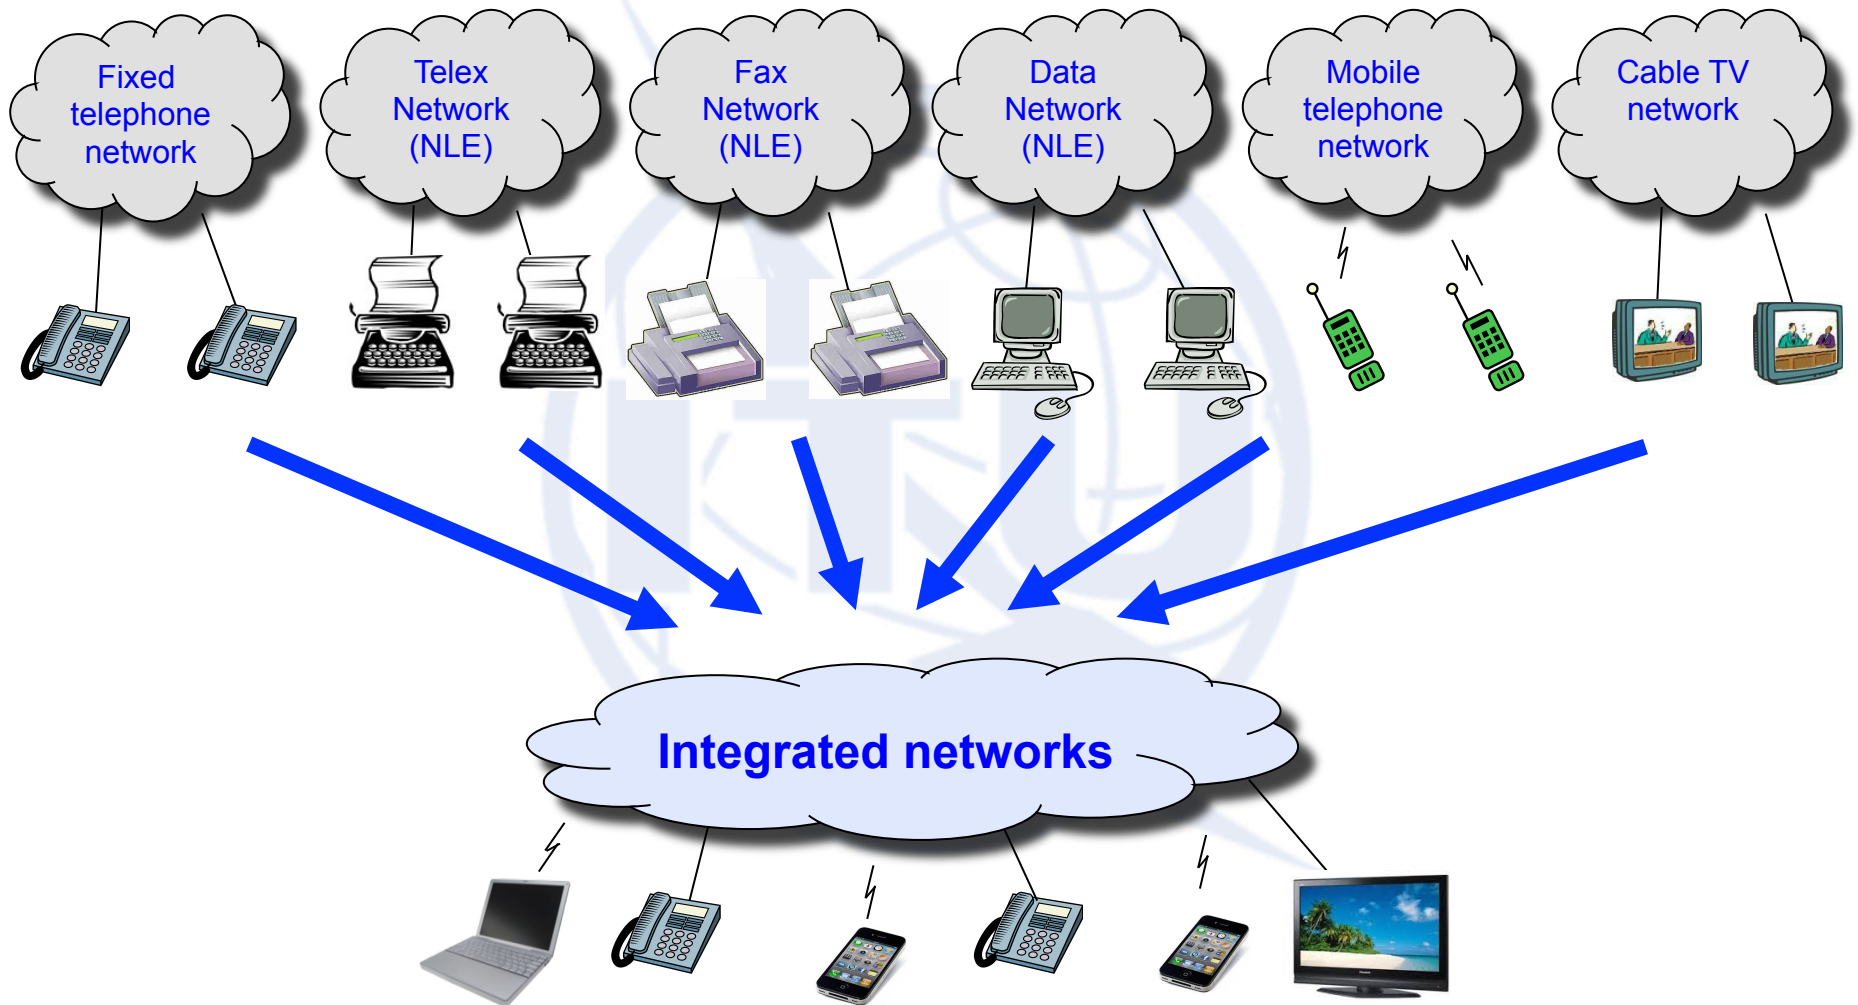 Fixed
telephone
network
Telex
Network
(NLE)
Fax
Network
(NLE)
Data
Network
(NLE)
Mobile
telephone
network
Cable TV
network
ITU
Integrated networks